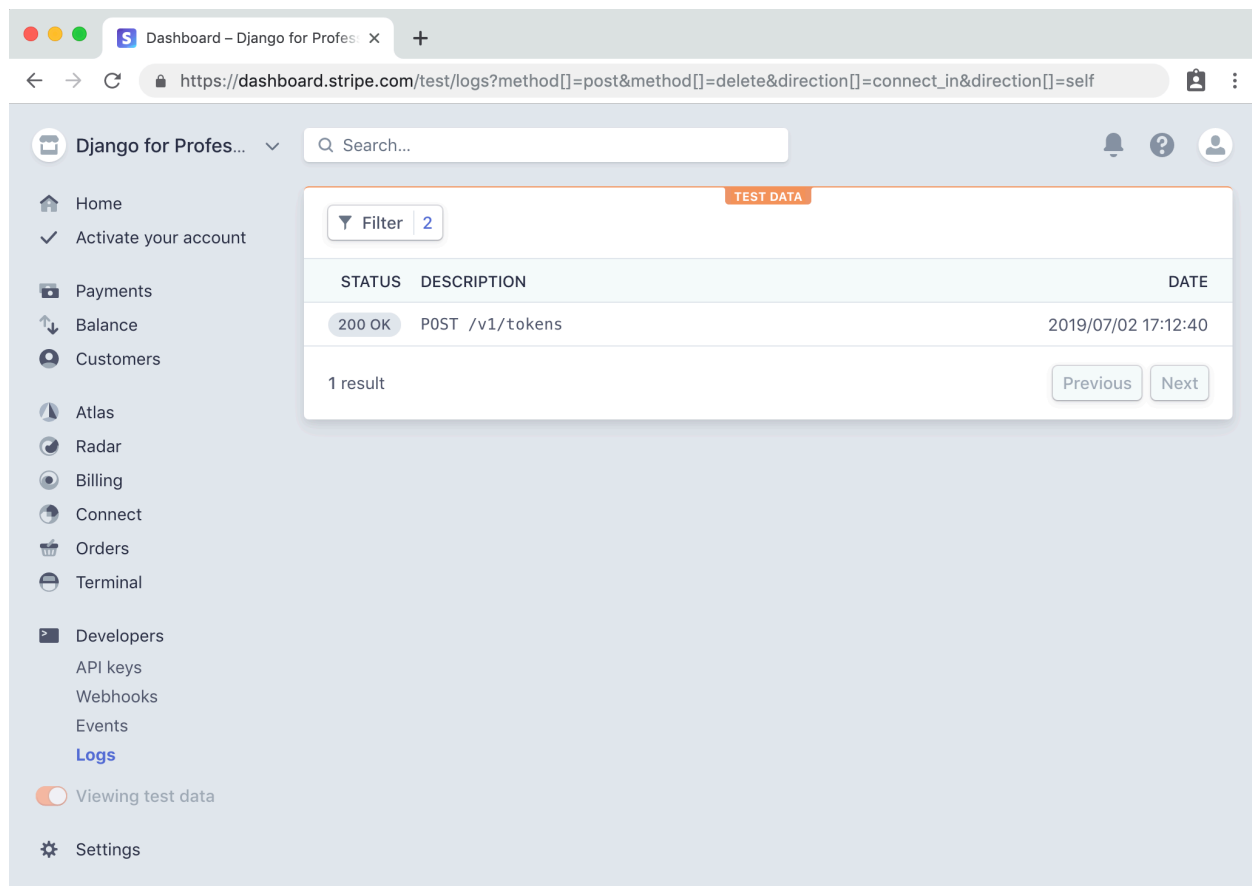 Dashboard – Django for Profes
https://dashboard.stripe.com/test/logs?method[]=post&method[]=delete&direction[]=connect_in&direction[]=self
Django for Profes...
Search...
Home
Activate your account
Payments
Balance
Customers
Atlas
Radar
Billing
Connect
Orders
Terminal
Developers
API keys
Webhooks
Events
Logs
Viewing test data
Settings
TEST DATA
Filter 2
STATUS DESCRIPTION DATE
200 OK POST /v1/tokens 2019/07/02 17:12:40
1 result Previous Next